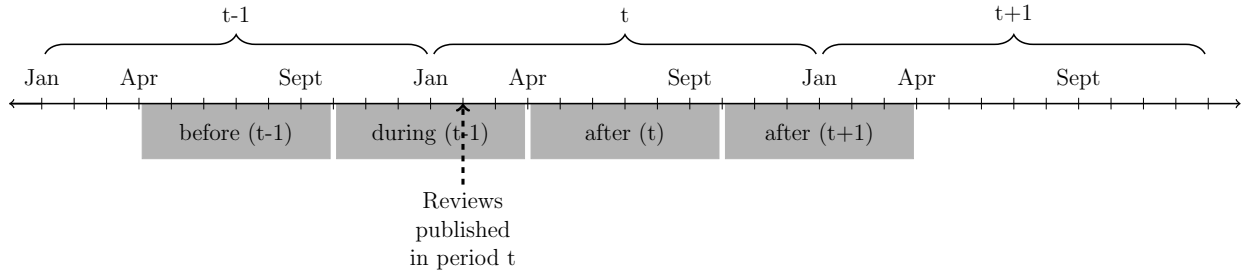 t-1 t t+1
Jan Apr Sept Jan Apr Sept Jan Apr Sept
before (t-1) during (t-1) after (t) after (t+1)
Reviews
published
in period t